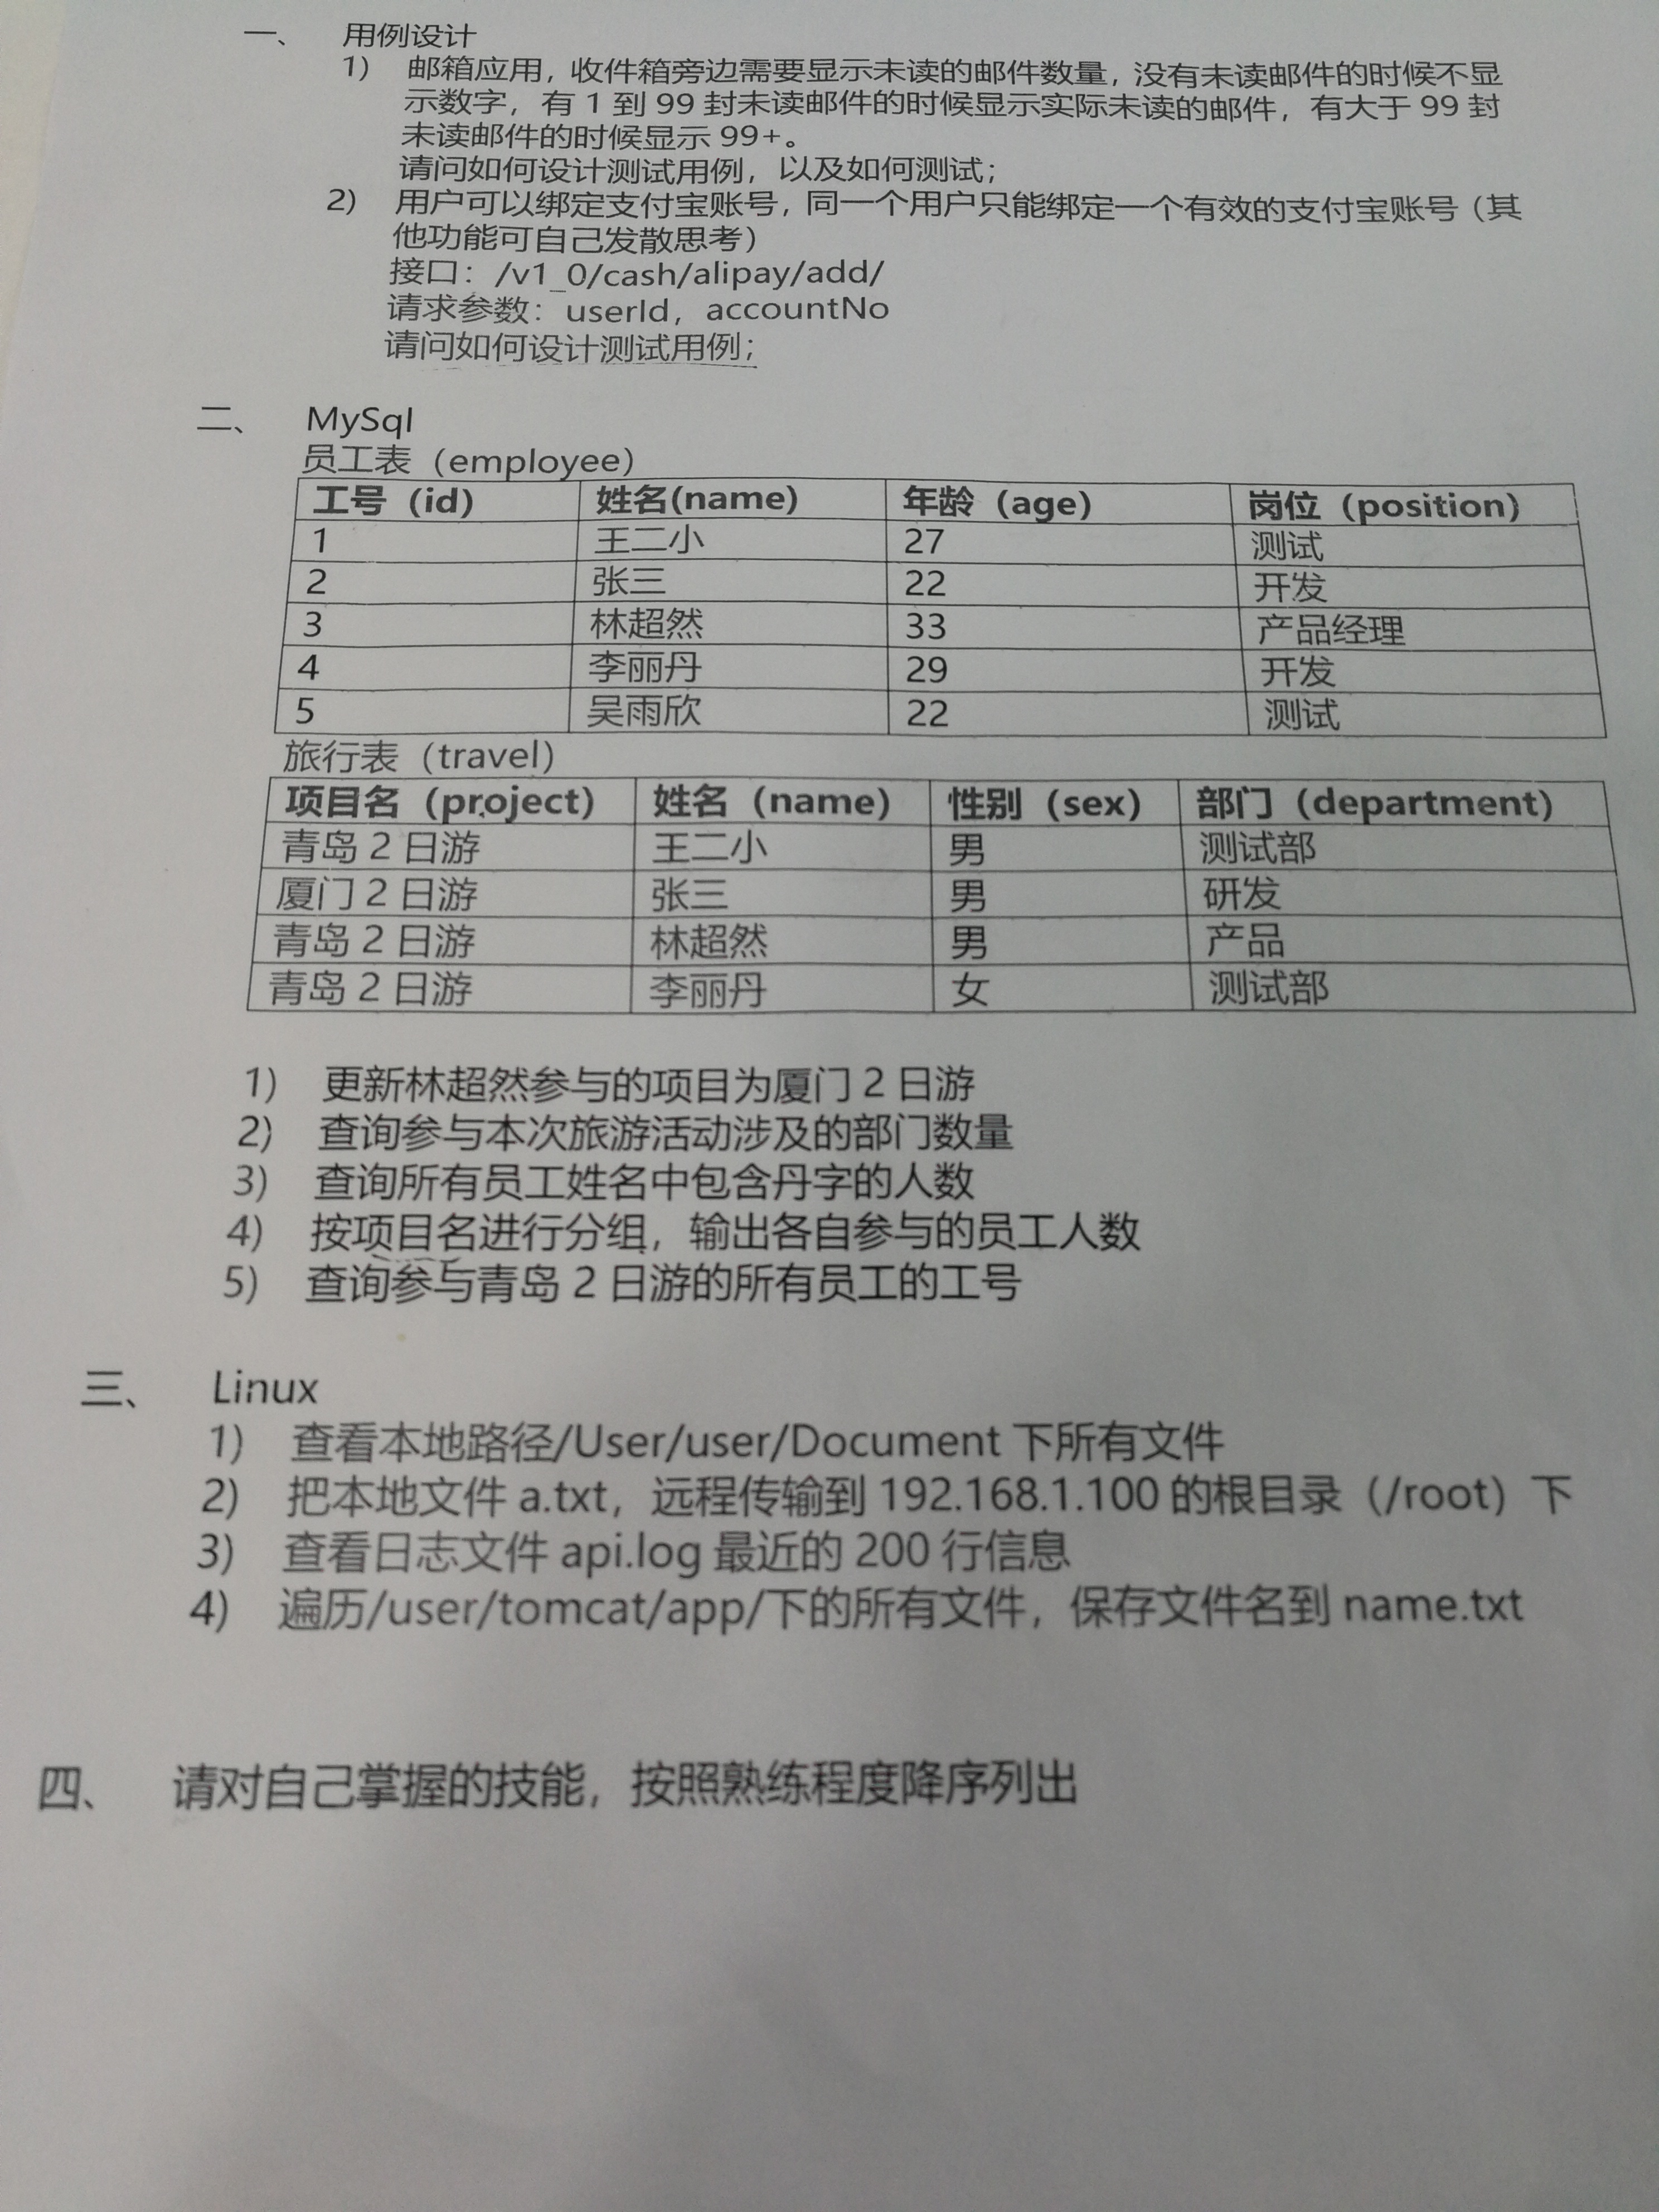 一、 用例设计
1) 邮箱应用，收件箱旁边需要显示未读的邮件数量，没有未读邮件的时候不显
示数字，有 1 到 99 封未读邮件的时候显示实际未读的邮件，有大于 99 封
未读邮件的时候显示 99+。
请问如何设计测试用例，以及如何测试；
2) 用户可以绑定支付宝账号，同一个用户只能绑定一个有效的支付宝账号（其
他功能可自己发散思考）
接口：/v1_0/cash/alipay/add/
请求参数：userId，accountNo
请问如何设计测试用例；
二、 MySql
员工表（employee）
工号（id） 姓名(name) 年龄（age） 岗位（position）
1 王二小 27 测试
2 张三 22 开发
3 林超然 33 产品经理
4 李丽丹 29 开发
5 吴雨欣 22 测试
旅行表（travel）
项目名（project） 姓名（name） 性别（sex） 部门（department）
青岛 2 日游 王二小 男 测试部
厦门 2 日游 张三 男 研发
青岛 2 日游 林超然 男 产品
青岛 2 日游 李丽丹 女 测试部
1) 更新林超然参与的项目为厦门 2 日游
2) 查询参与本次旅游活动涉及的部门数量
3) 查询所有员工姓名中包含丹字的人数
4) 按项目名进行分组，输出各自参与的员工人数
5) 查询参与青岛 2 日游的所有员工的工号
三、 Linux
1) 查看本地路径/User/user/Document 下所有文件
2) 把本地文件 a.txt，远程传输到 192.168.1.100 的根目录（/root）下
3) 查看日志文件 api.log 最近的 200 行信息
4) 遍历/user/tomcat/app/下的所有文件，保存文件名到 name.txt
四、 请对自己掌握的技能，按照熟练程度降序列出